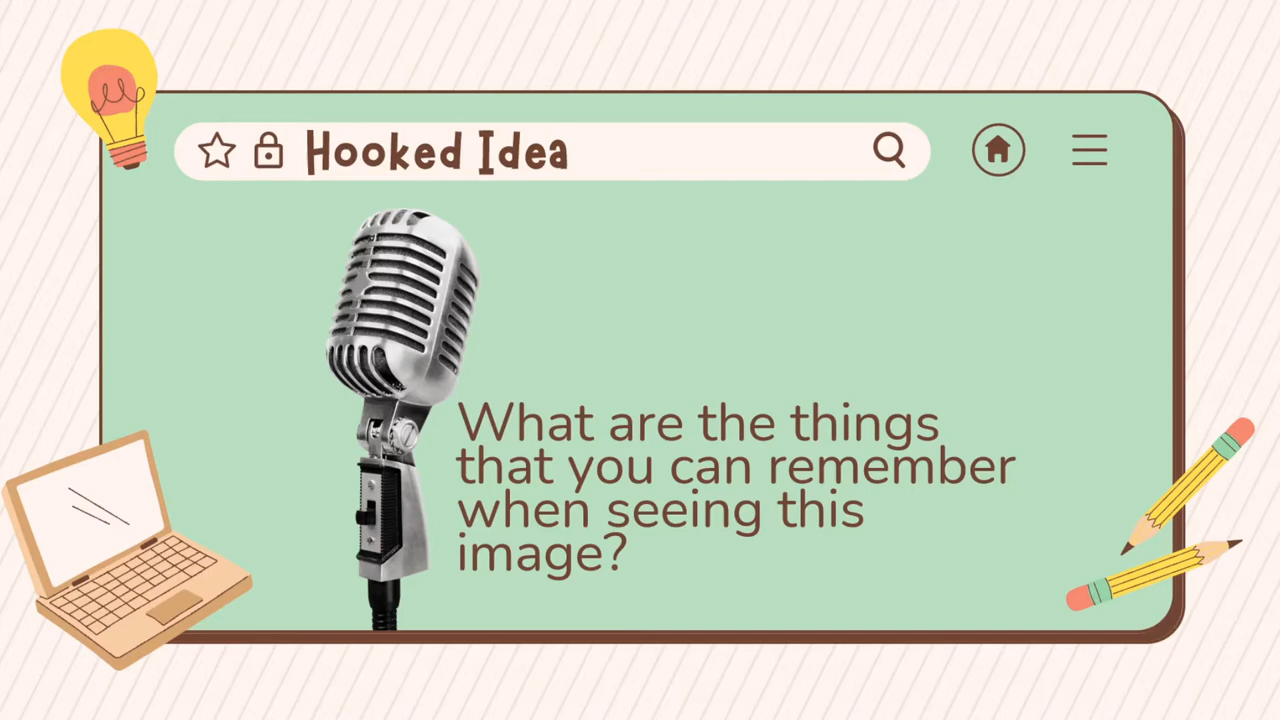 Hooked Idea
What are the things
that you can remember
when seeing this
image?